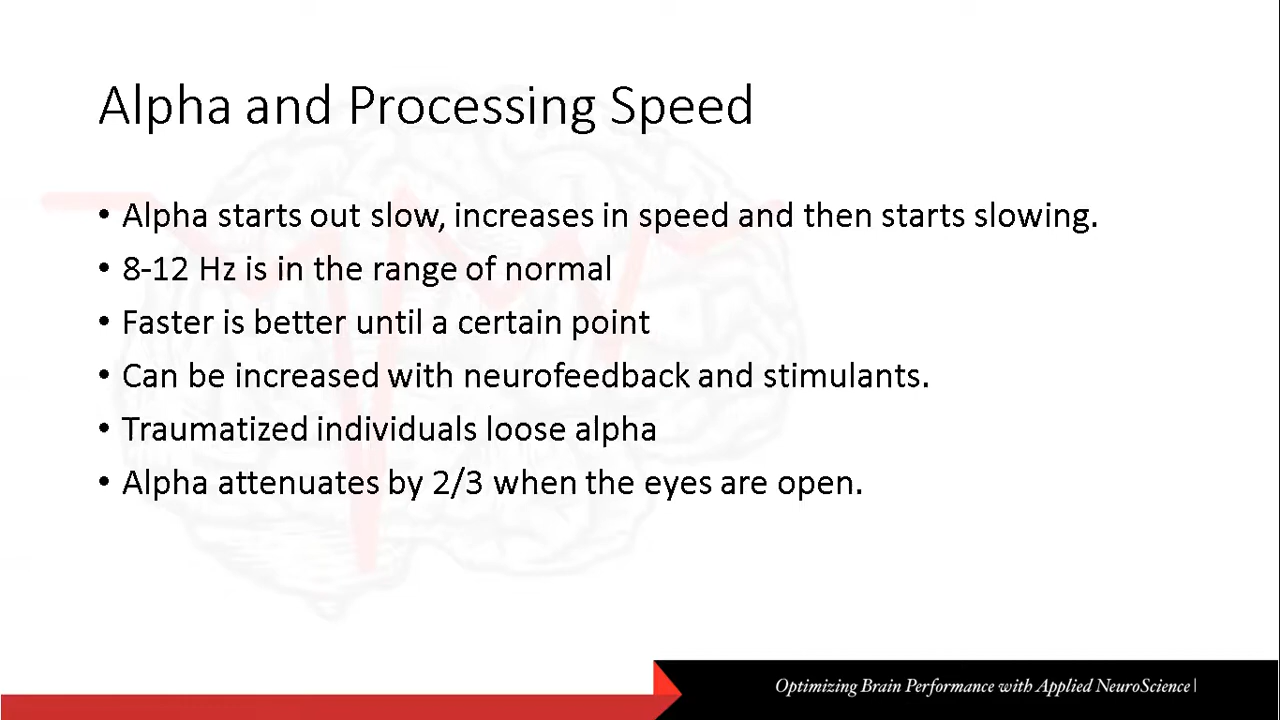 Alpha and Processing Speed
• Alpha starts out slow, increases in speed and then starts slowing.
• 8-12 Hz is in the range of normal
• Faster is better until a certain point
• Can be increased with neurofeedback and stimulants.
• Traumatized individuals loose alpha
• Alpha attenuates by 2/3 when the eyes are open.
Optimizing Brain Performance with Applied NeuroScience |